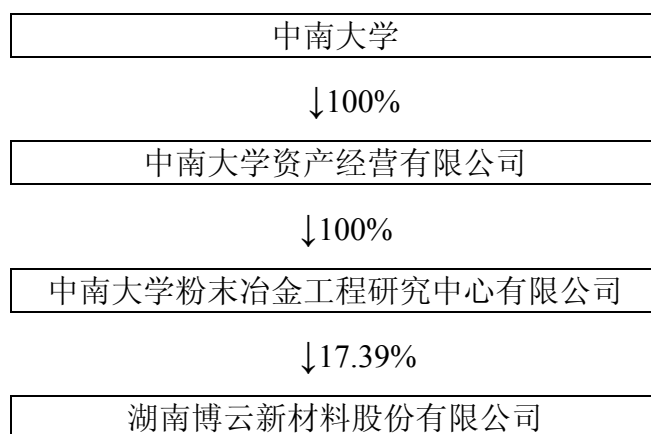 中南大学
↓100%
中南大学资产经营有限公司
↓100%
中南大学粉末冶金工程研究中心有限公司
↓17.39%
湖南博云新材料股份有限公司